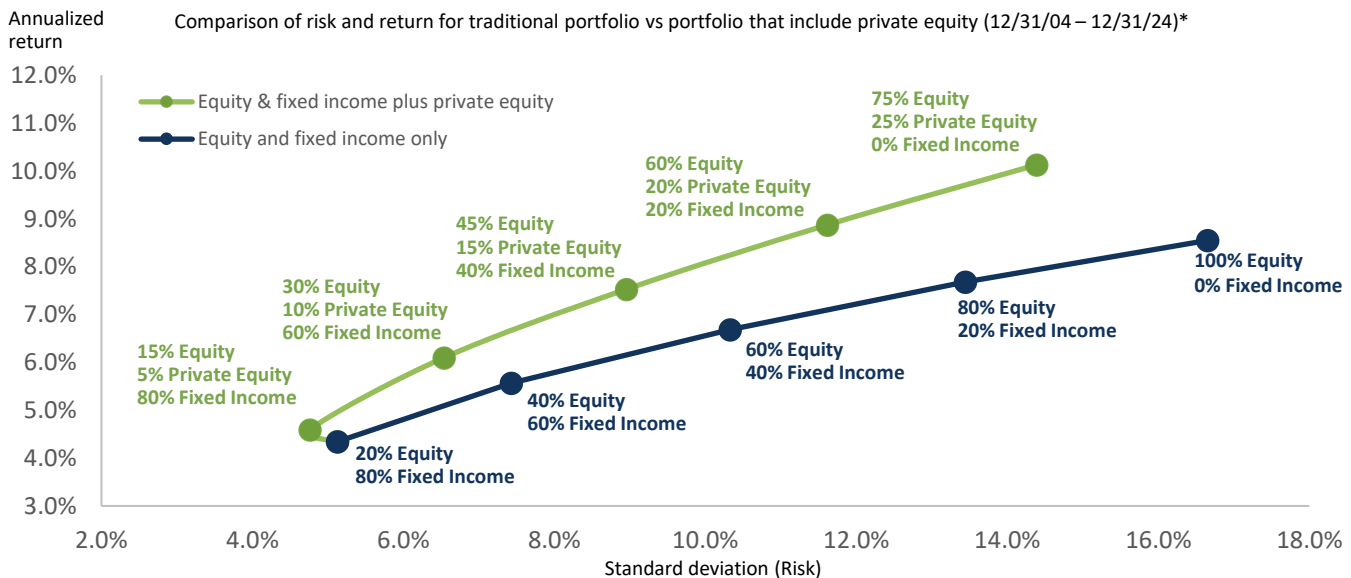 Annualized
return
Comparison of risk and return for traditional portfolio vs portfolio that include private equity (12/31/04 – 12/31/24)*
12.0%
11.0%
10.0%
9.0%
8.0%
7.0%
6.0%
5.0%
4.0%
3.0%
Equity & fixed income plus private equity
Equity and fixed income only
15% Equity
5% Private Equity
80% Fixed Income
30% Equity
10% Private Equity
60% Fixed Income
45% Equity
15% Private Equity
40% Fixed Income
60% Equity
20% Private Equity
20% Fixed Income
75% Equity
25% Private Equity
0% Fixed Income
20% Equity
80% Fixed Income
40% Equity
60% Fixed Income
60% Equity
40% Fixed Income
80% Equity
20% Fixed Income
100% Equity
0% Fixed Income
2.0%
4.0%
6.0%
8.0%
10.0%
12.0%
14.0%
16.0%
18.0%
Standard deviation (Risk)